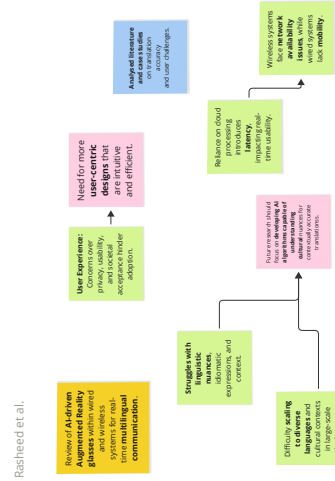 Rasheed et al.
Review of AI-driven
Augmented Reality
glasses within wired
and wireless
systems for real-
time multilingual
communication.
User Experience:
Concerns over
privacy, usability,
and societal
acceptance hinder
adoption.
Need for more
user-centric
designs that
are intuitive
and efficient.
Analysed literature
and case studies
on translation
accuracy
and user challenges.
Struggles with
linguistic
nuances,
idiomatic
expressions, and
context.
Reliance on cloud
processing
introduces
latency,
impacting real-
time usability.
Wireless systems
face network
availability
issues, while
wired systems
lack mobility.
Difficulty scaling
to diverse
languages and
cultural contexts
in large-scale
Future research should
focus on developing AI
algorithms capable of
understanding
cultural nuances for
contextually accurate
translations.